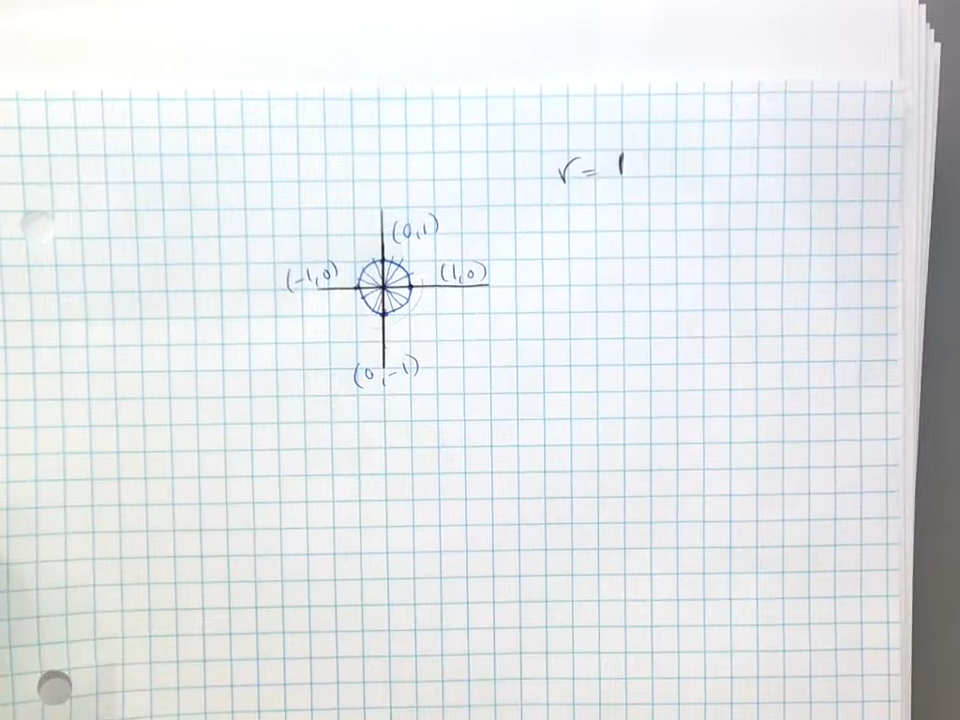 r = 1
(0,1)
(-1,0) (1,0)
(0,-1)